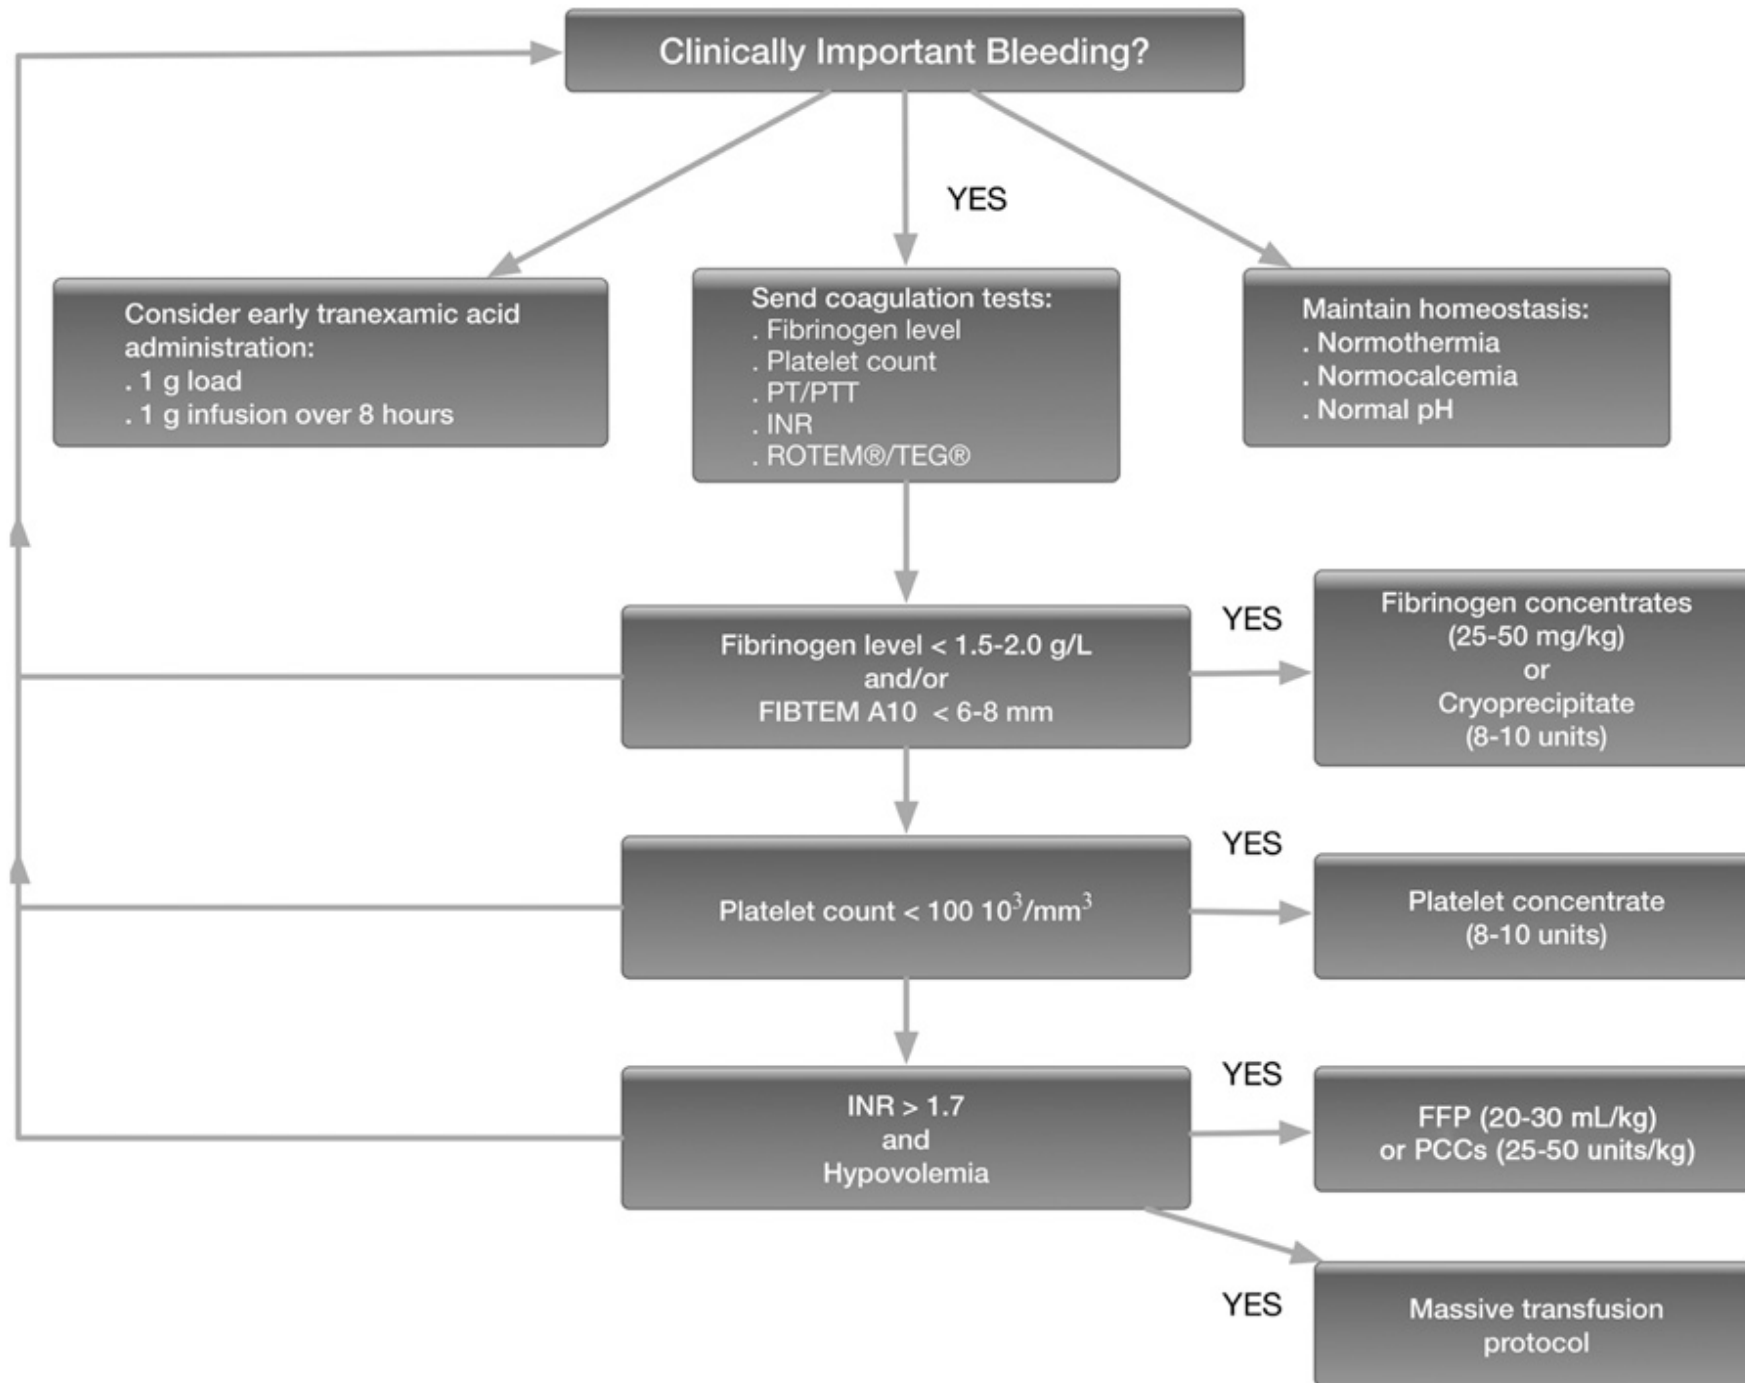 Clinically Important Bleeding?
YES
Consider early tranexamic acid
administration:
. 1 g load
. 1 g infusion over 8 hours
Send coagulation tests:
. Fibrinogen level
. Platelet count
. PT/PTT
. INR
. ROTEM®/TEG®
Maintain homeostasis:
. Normothermia
. Normocalcemia
. Normal pH
Fibrinogen level < 1.5-2.0 g/L
and/or
FIBTEM A10 < 6-8 mm
YES
Fibrinogen concentrates
(25-50 mg/kg)
or
Cryoprecipitate
(8-10 units)
Platelet count < 100 10³/mm³
YES
Platelet concentrate
(8-10 units)
INR > 1.7
and
Hypovolemia
YES
FFP (20-30 mL/kg)
or PCCs (25-50 units/kg)
YES
Massive transfusion
protocol